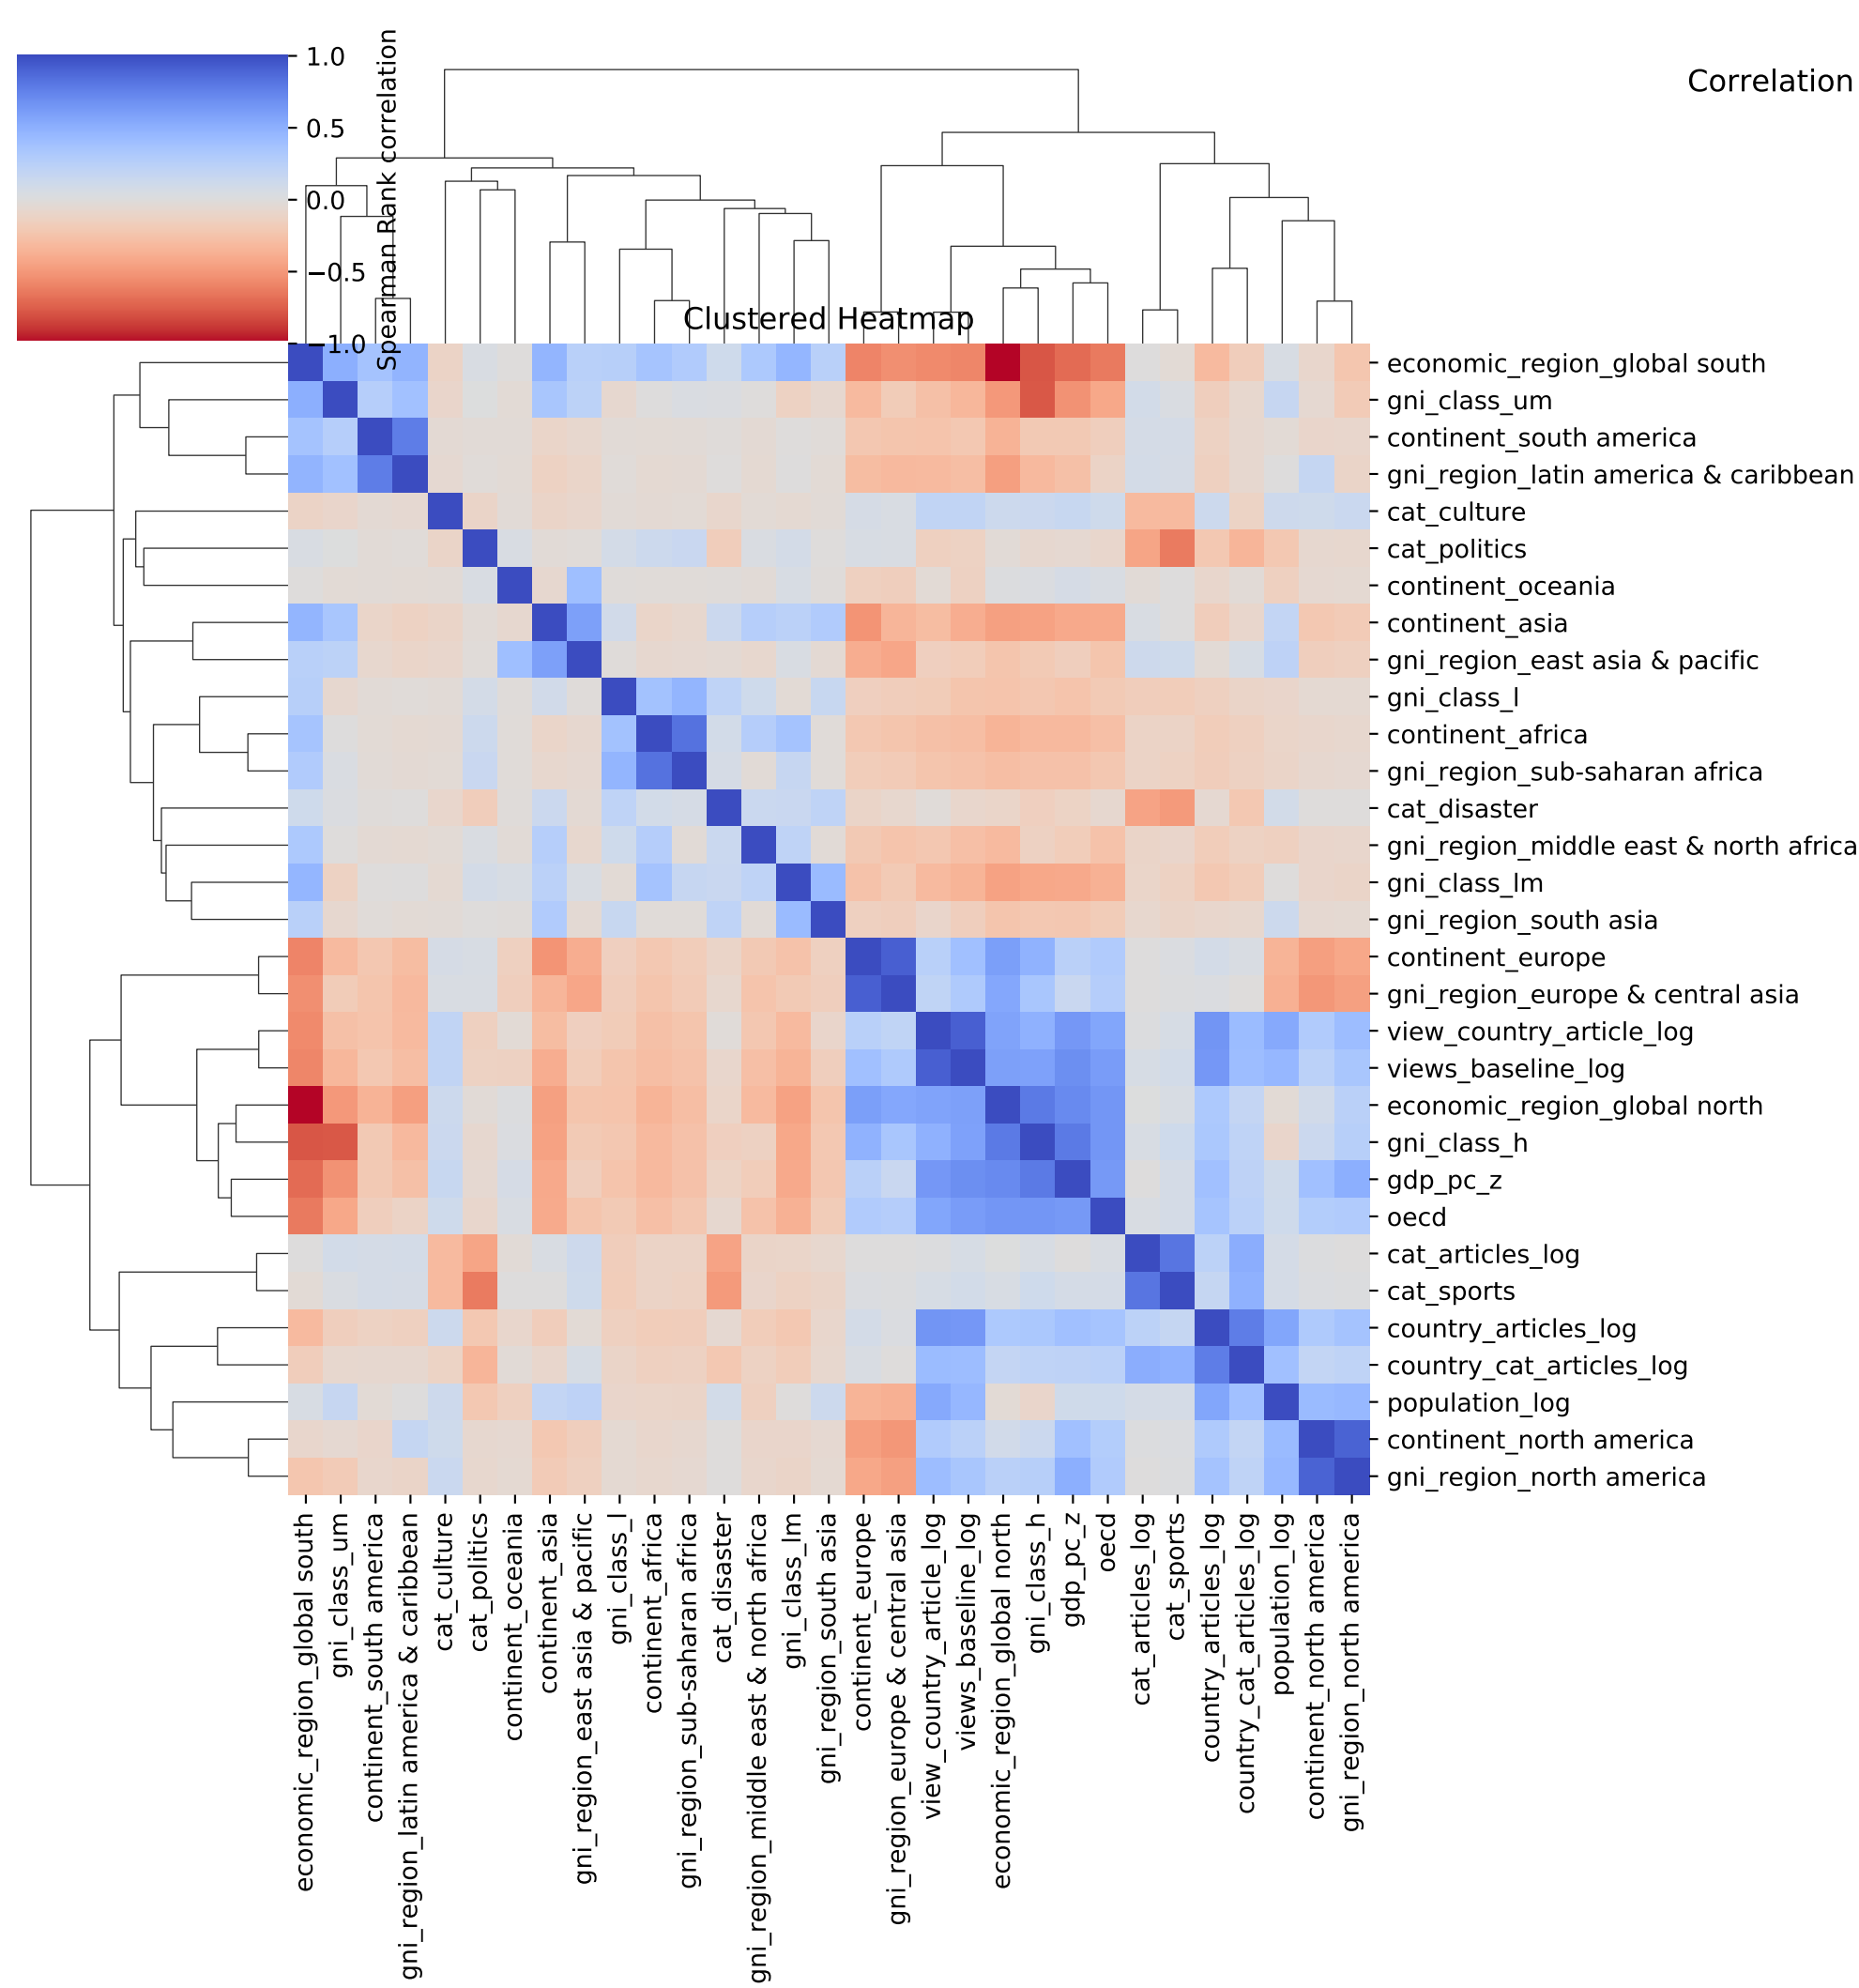 1.0
0.5
0.0
−0.5
−1.0
Spearman Rank correlation
Correlation
Clustered Heatmap
economic_region_global south
gni_class_um
continent_south america
gni_region_latin america & caribbean
cat_culture
cat_politics
continent_oceania
continent_asia
gni_region_east asia & pacific
gni_class_l
continent_africa
gni_region_sub-saharan africa
cat_disaster
gni_region_middle east & north africa
gni_class_lm
gni_region_south asia
continent_europe
gni_region_europe & central asia
view_country_article_log
views_baseline_log
economic_region_global north
gni_class_h
gdp_pc_z
oecd
cat_articles_log
cat_sports
country_articles_log
country_cat_articles_log
population_log
continent_north america
gni_region_north america
economic_region_global south
gni_class_um
continent_south america
gni_region_latin america & caribbean
cat_culture
cat_politics
continent_oceania
continent_asia
gni_region_east asia & pacific
gni_class_l
continent_africa
gni_region_sub-saharan africa
cat_disaster
gni_region_middle east & north africa
gni_class_lm
gni_region_south asia
continent_europe
gni_region_europe & central asia
view_country_article_log
views_baseline_log
economic_region_global north
gni_class_h
gdp_pc_z
oecd
cat_articles_log
cat_sports
country_articles_log
country_cat_articles_log
population_log
continent_north america
gni_region_north america